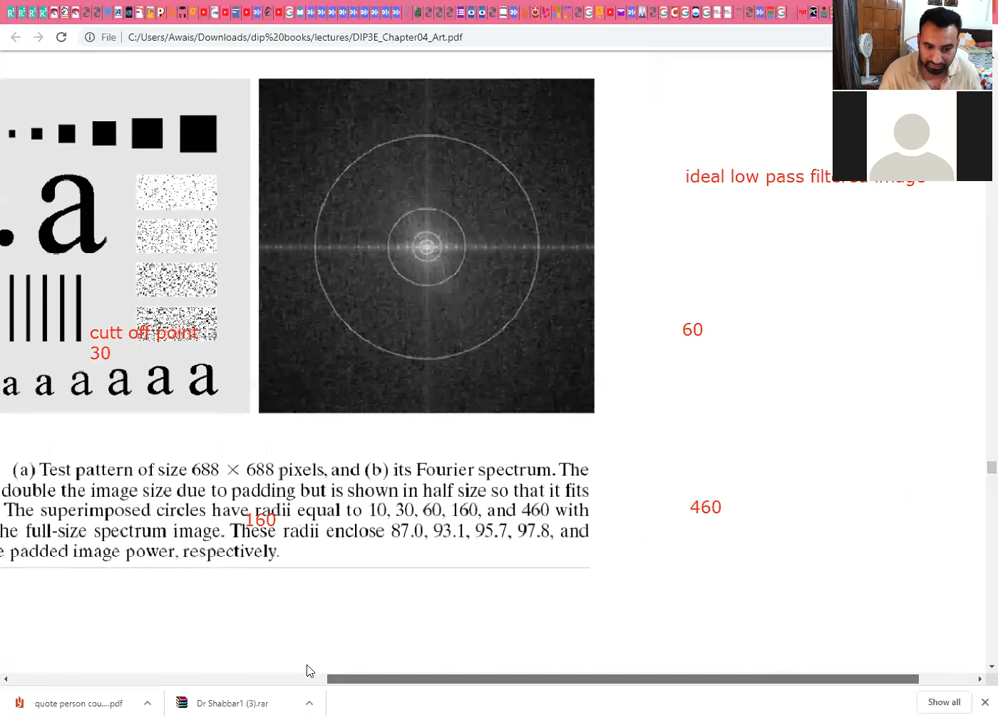 File
C:/Users/Awais/Downloads/dip%20books/lectures/DIP3E_Chapter04_Art.pdf
ideal low pass filtered image
.a
cutt off point
30
60
a a a a a a
(a) Test pattern of size 688 × 688 pixels, and (b) its Fourier spectrum. The
double the image size due to padding but is shown in half size so that it fits
The superimposed circles have radii equal to 10, 30, 60, 160, and 460 with
160
460
he full-size spectrum image. These radii enclose 87.0, 93.1, 95.7, 97.8, and
e padded image power, respectively.
quote person cou....pdf
Dr Shabbar1 (3).rar
Show all